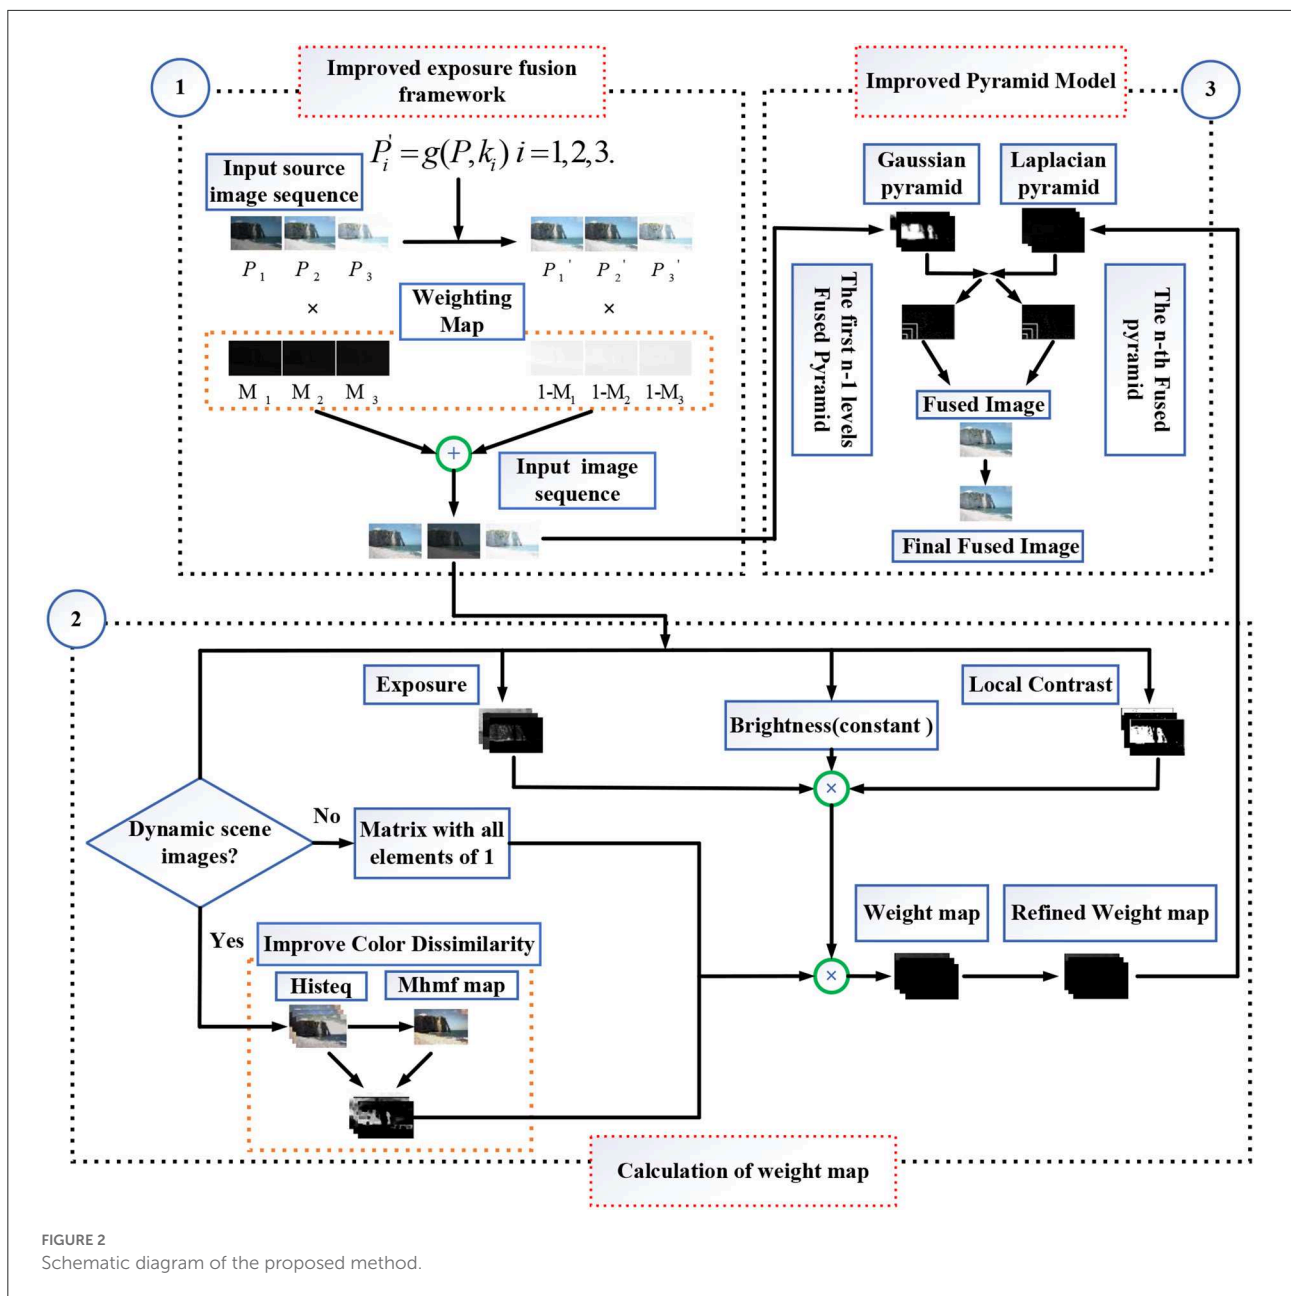 1
Improved exposure fusion
framework
P'i = g(P, ki) i = 1,2,3.
Input source
image sequence
P1 P2 P3
P1' P2' P3'
×
×
Weighting
Map
M1 M2 M3
1-M1 1-M2 1-M3
+
Input image
sequence
3
Improved Pyramid Model
Gaussian
pyramid
Laplacian
pyramid
The first n-1 levels
Fused Pyramid
The n-th Fused
pyramid
Fused Image
Final Fused Image
2
Exposure
Brightness(constant )
Local Contrast
×
Dynamic scene
images?
No
Matrix with all
elements of 1
Yes
Improve Color Dissimilarity
Histeq
Mhmf map
×
Weight map
Refined Weight map
Calculation of weight map
FIGURE 2
Schematic diagram of the proposed method.